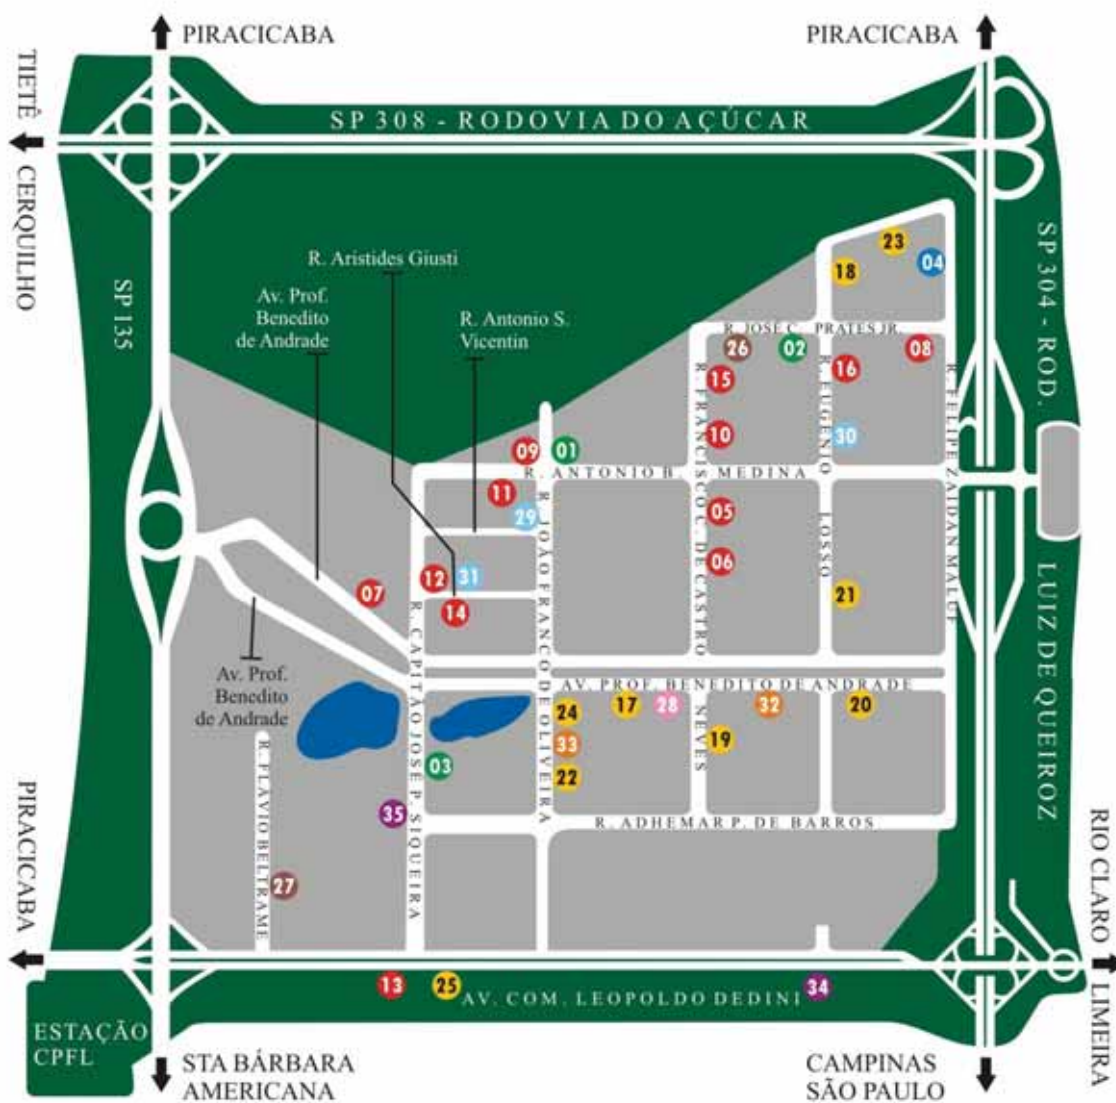 PIRACICABA
PIRACICABA
TIETÊ
CERQUILHO
SP 308 - RODOVIA DO AÇÚCAR
SP 135
SP 304 - ROD.
LUIZ DE QUEIROZ
R. Aristides Giusti
Av. Prof.
Benedito
de Andrade
R. Antonio S.
Vicentin
23
18
04
R. JOSÉ C. PRATES JR.
26
02
08
16
15
R. FRANCISCO C. DE CASTRO
R. EUGENIO LOSSO
R. FELIPE ZAIDAN MALUF
10
30
09
01
R. ANTONIO B. MEDINA
11
29
R. JOÃO FRANCO DE OLIVEIRA
05
06
12
31
07
14
21
R. CAPITÃO JOSE P. SIQUEIRA
Av. Prof.
Benedito
de Andrade
AV. PROF. BENEDITO DE ANDRADE
24
17
28
32
20
NEVES
19
33
22
03
35
R. FLÁVIO BELTRAME
R. ADHEMAR P. DE BARROS
27
PIRACICABA
RIO CLARO
LIMEIRA
13
25
AV. COM. LEOPOLDO DEDINI
34
ESTAÇÃO
CPFL
STA BÁRBARA
AMERICANA
CAMPINAS
SÃO PAULO